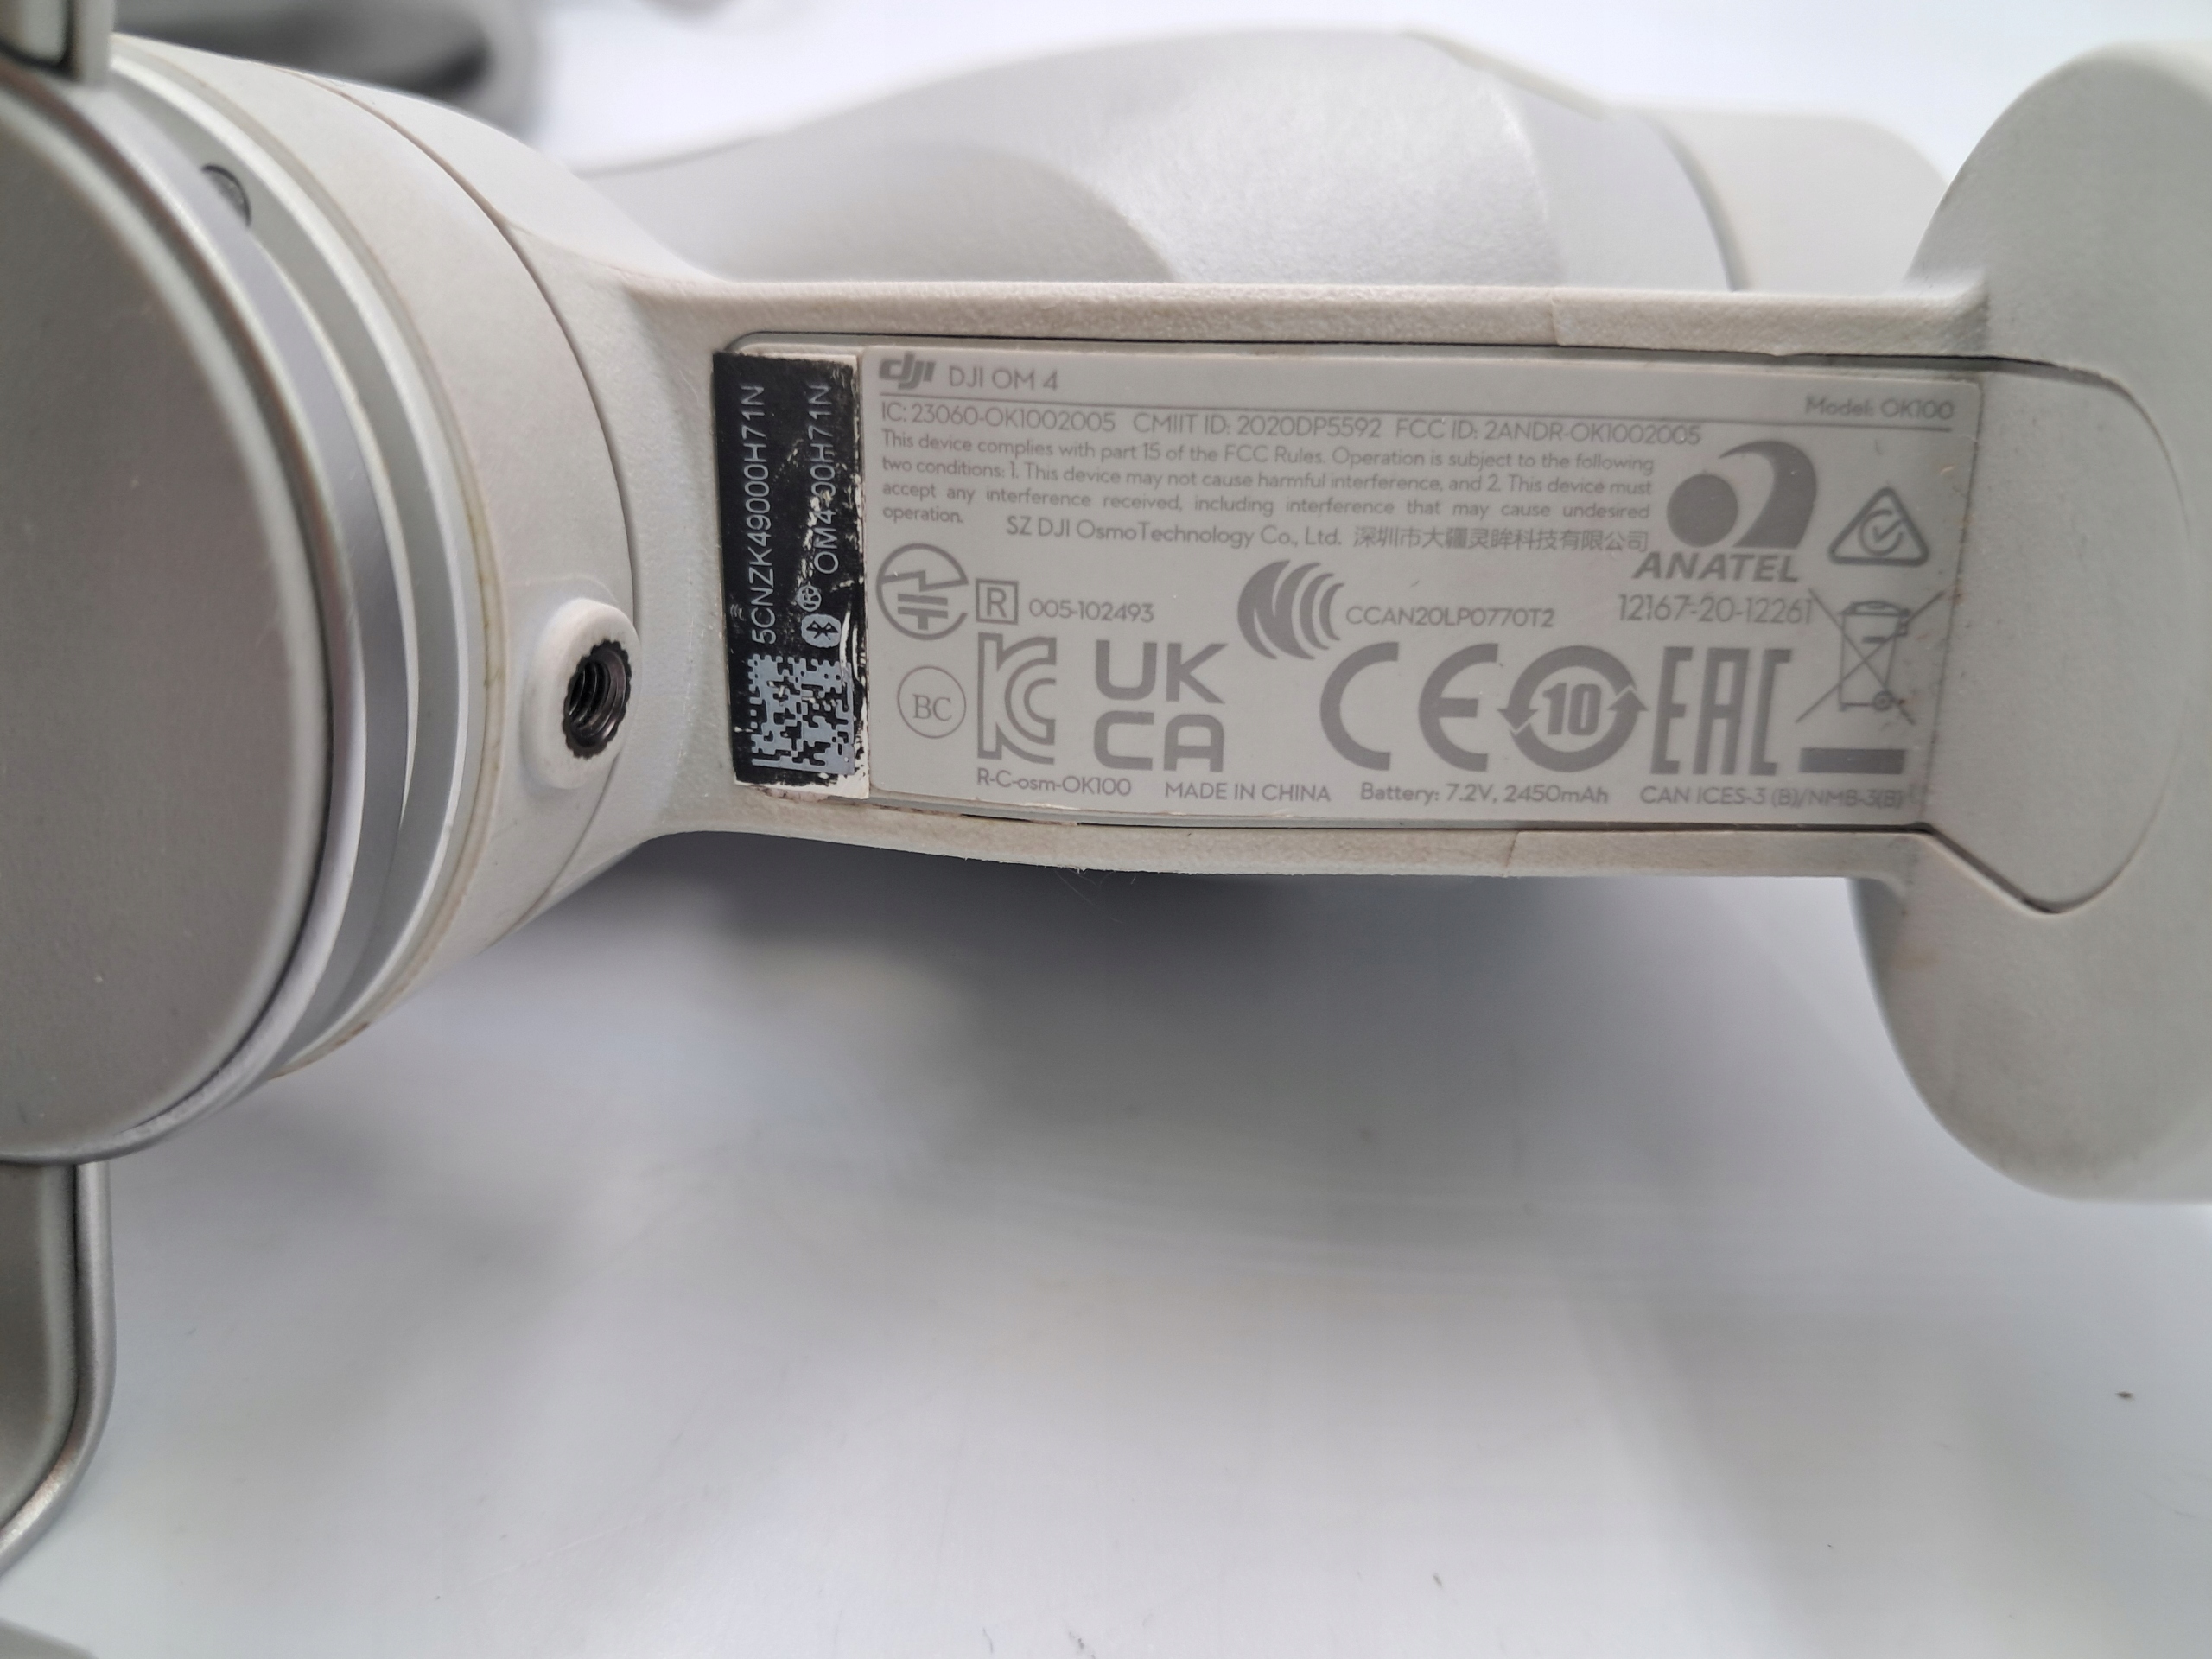 5CNZK49000H71N
OM4-00H71N
dji DJI OM 4
Model: OK100
IC: 23060-OK1002005 CMIIT ID: 2020DP5592 FCC ID: 2ANDR-OK1002005
This device complies with part 15 of the FCC Rules. Operation is subject to the following
two conditions: 1. This device may not cause harmful interference, and 2. This device must
accept any interference received, including interference that may cause undesired
operation.
SZ DJI OsmoTechnology Co., Ltd. 深圳市大疆灵眸科技有限公司
ANATEL
R 005-102493
CCAN20LP0770T2
12167-20-12261
BC
UK
CA
CE
10
EAC
R-C-osm-OK100 MADE IN CHINA Battery: 7.2V, 2450mAh CAN ICES-3 (B)/NMB-3(B)